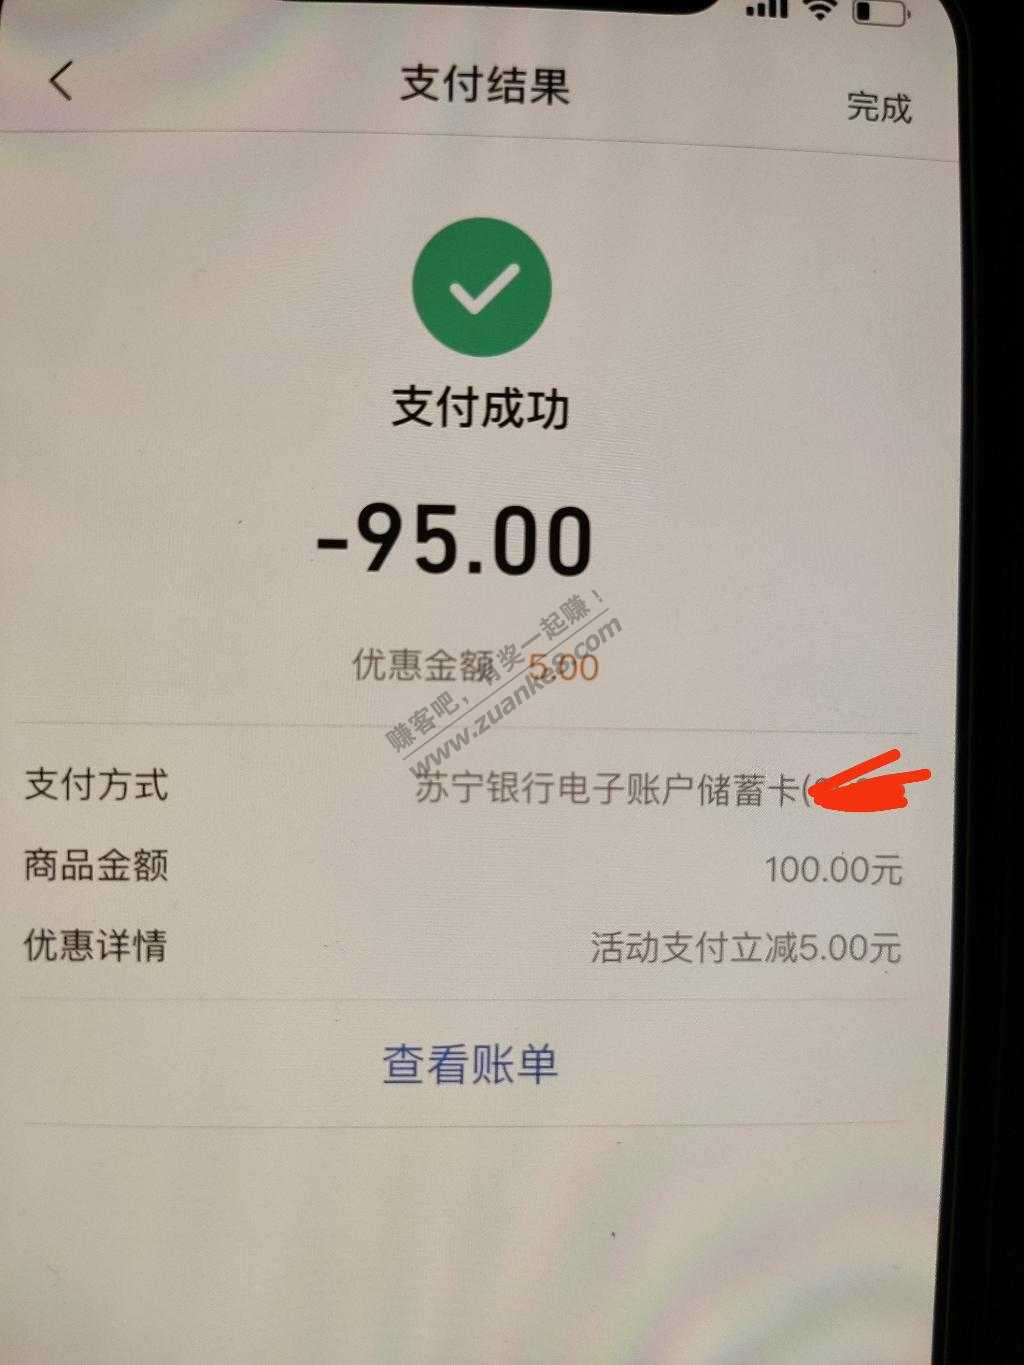 支付结果
完成
支付成功
-95.00
优惠金额 5.00
赚客吧，有奖一起赚！
www.zuanke8.com
支付方式 苏宁银行电子账户储蓄卡(
商品金额 100.00元
优惠详情 活动支付立减5.00元
查看账单